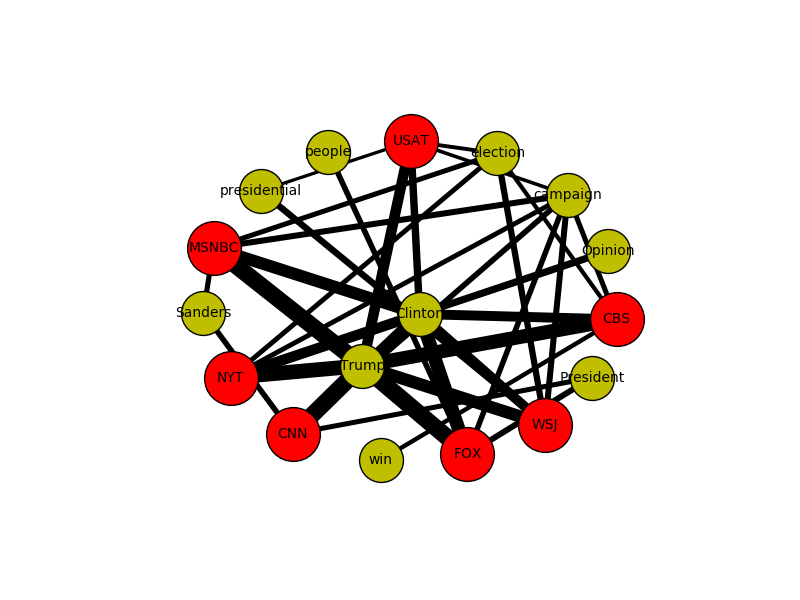 USAT
people
election
presidential
campaign
MSNBC
Opinion
Sanders
Clinton
CBS
Trump
NYT
President
CNN
WSJ
win
FOX